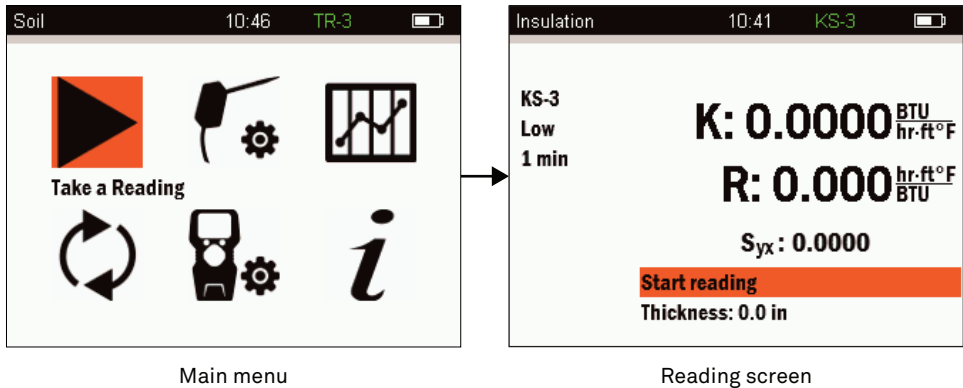 Soil 10:46 TR-3
Take a Reading
i
Main menu
Insulation 10:41 KS-3
KS-3
Low
1 min
K: 0.0000 BTU
hr·ft°F
R: 0.000 hr·ft°F
BTU
Syx : 0.0000
Start reading
Thickness: 0.0 in
Reading screen